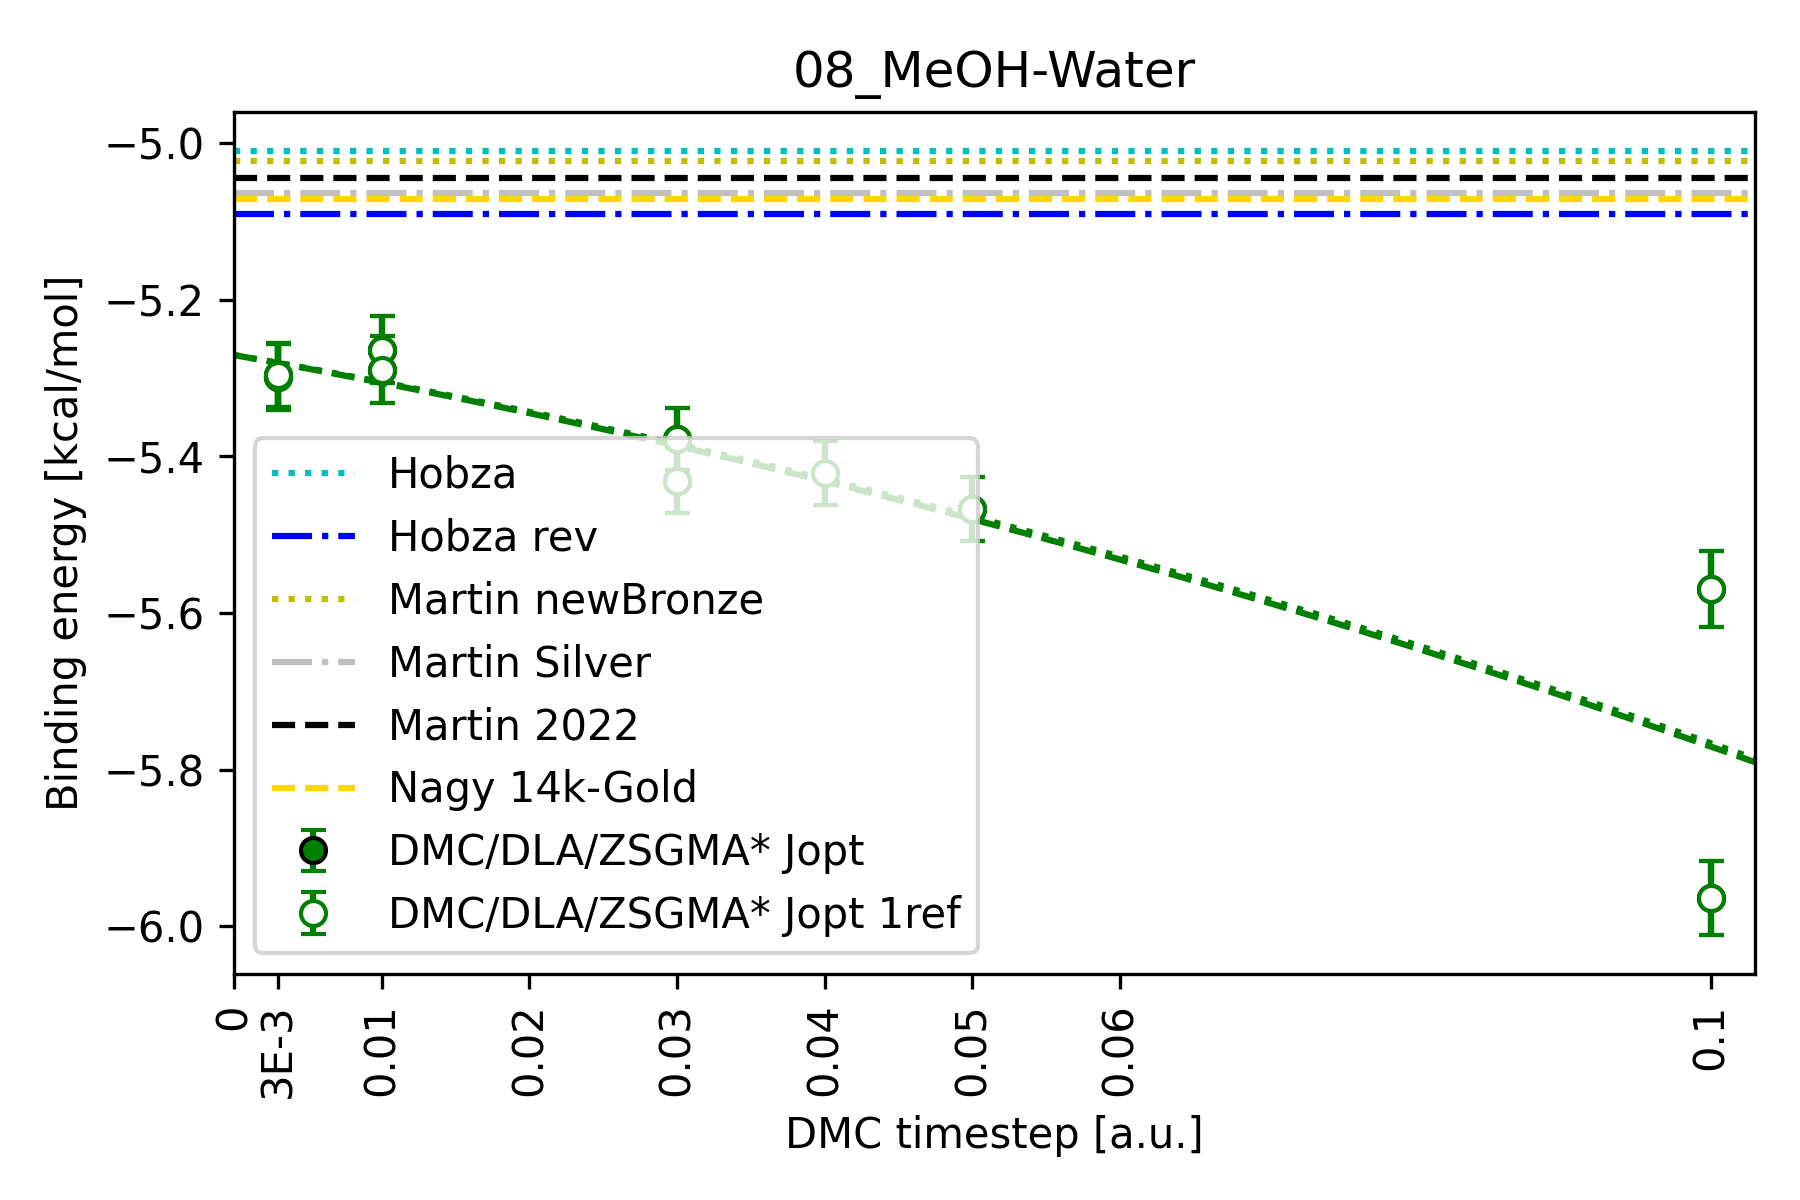 08_MeOH-Water
Binding energy [kcal/mol]
−5.0
−5.2
−5.4
−5.6
−5.8
−6.0
Hobza
Hobza rev
Martin newBronze
Martin Silver
Martin 2022
Nagy 14k-Gold
DMC/DLA/ZSGMA* Jopt
DMC/DLA/ZSGMA* Jopt 1ref
0
3E-3
0.01
0.02
0.03
0.04
0.05
0.06
0.1
DMC timestep [a.u.]